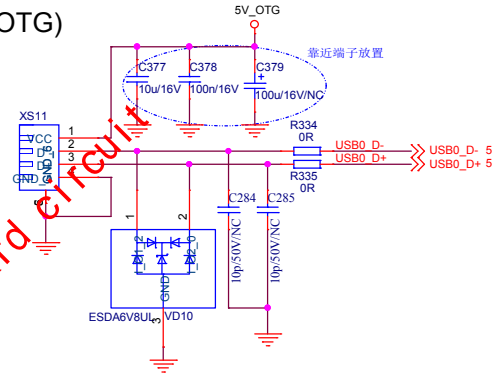 OTG)
5V_OTG
靠近端子放置
C377
10u/16V
C378
100n/16V
C379
+
100u/16V/NC
XS11
1
VCC
2
D-
3
D+
GND
R334
0R
USB0_D-
USB0_D- 5
USB0_D+
USB0_D+ 5
R335
0R
C284
10p/50V/NC
C285
10p/50V/NC
1
2
GND
3
ESDA6V8UL
VD10
rd circuit